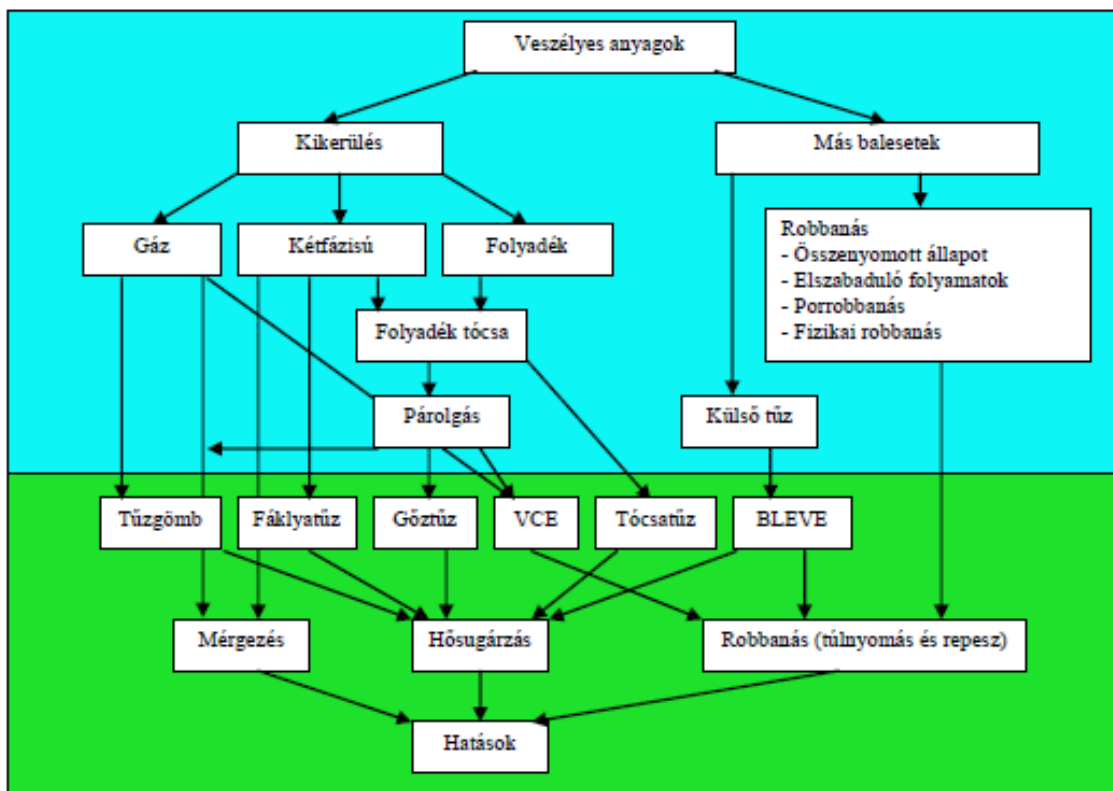 Veszélyes anyagok
Kikerülés
Más balesetek
Gáz
Kétfázisú
Folyadék
Robbanás
- Összenyomott állapot
- Elszabaduló folyamatok
- Porrobbanás
- Fizikai robbanás
Folyadék tócsa
Párolgás
Külső tűz
Tűzgömb
Fáklyatűz
Gőztűz
VCE
Tócsatűz
BLEVE
Mérgezés
Hősugárzás
Robbanás (túlnyomás és repesz)
Hatások